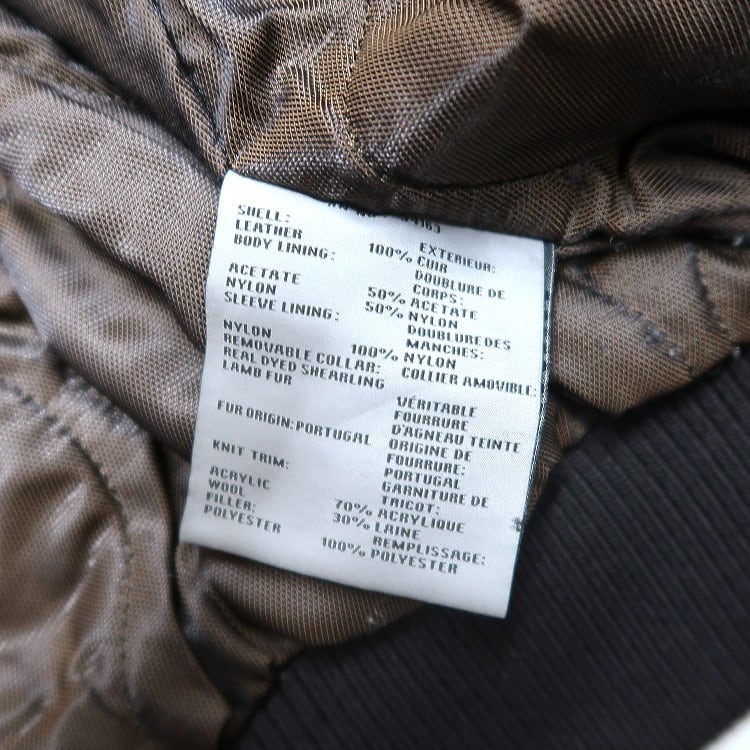 SHELL: EXTERIEUR:
LEATHER 100% CUIR
BODY LINING: DOUBLURE DE
CORPS:
ACETATE 50% ACETATE
NYLON 50% NYLON
SLEEVE LINING: DOUBLURE DES
MANCHES:
NYLON 100% NYLON
REMOVABLE COLLAR: COLLIER AMOVIBLE:
REAL DYED SHEARLING VÉRITABLE
LAMB FUR FOURRURE
D'AGNEAU TEINTE
FUR ORIGIN: PORTUGAL ORIGINE DE
FOURRURE:
PORTUGAL
KNIT TRIM: GARNITURE DE
TRICOT:
ACRYLIC 70% ACRYLIQUE
WOOL 30% LAINE
FILLER: REMPLISSAGE:
POLYESTER 100% POLYESTER